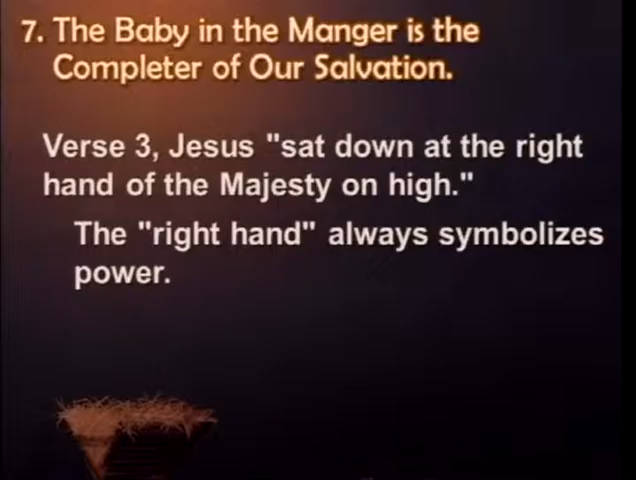 7. The Baby in the Manger is the
Completer of Our Salvation.
Verse 3, Jesus "sat down at the right
hand of the Majesty on high."
The "right hand" always symbolizes
power.